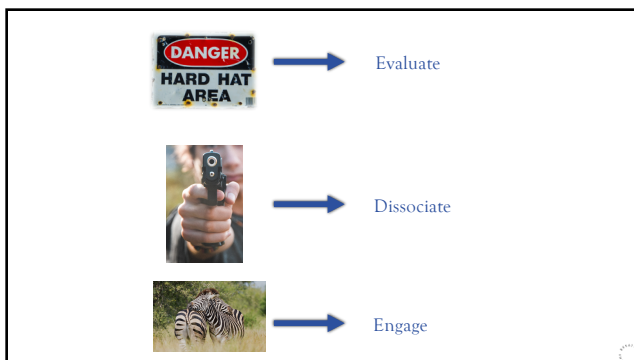 DANGER
HARD HAT
AREA
Evaluate
Dissociate
Engage